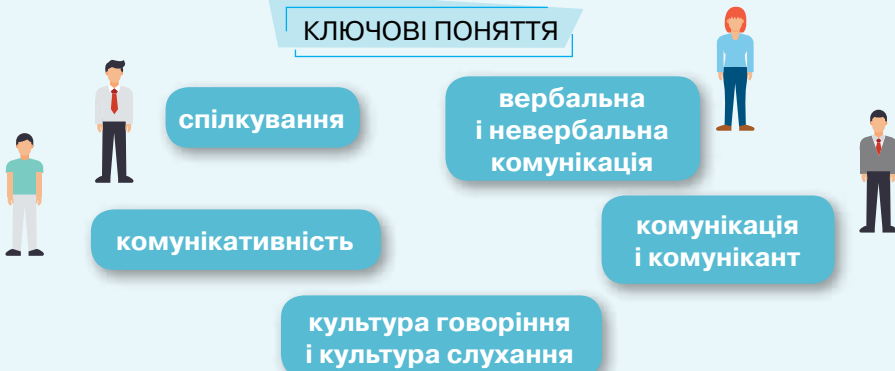 КЛЮЧОВІ ПОНЯТТЯ
спілкування
вербальна
і невербальна
комунікація
комунікативність
комунікація
і комунікант
культура говоріння
і культура слухання